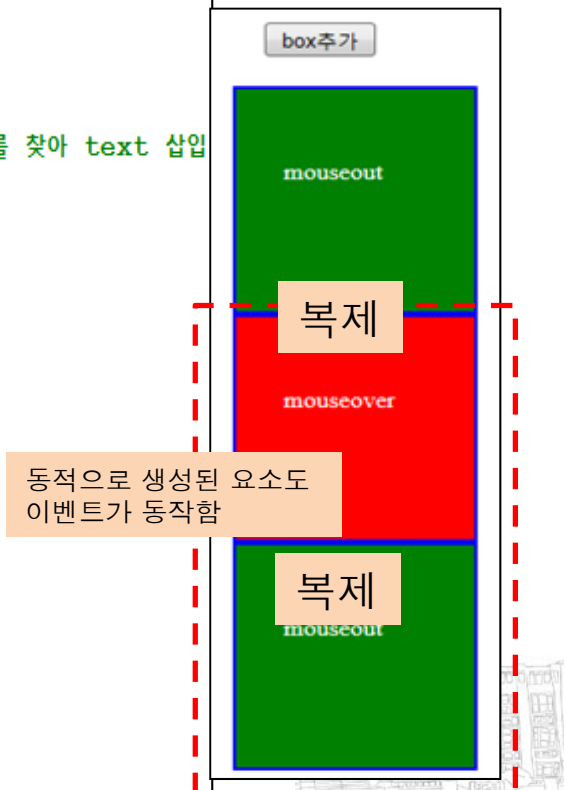 box추가
를 찾아 text 삽입
mouseout
복제
mouseover
동적으로 생성된 요소도
이벤트가 동작함
복제
mouseout